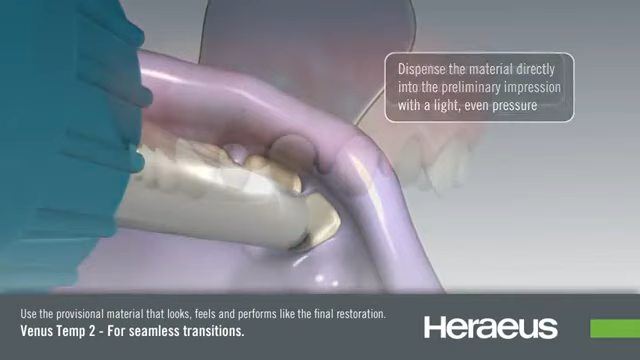 Dispense the material directly
into the preliminary impression
with a light, even pressure
Use the provisional material that looks, feels and performs like the final restoration.
Venus Temp 2 - For seamless transitions.
Heraeus